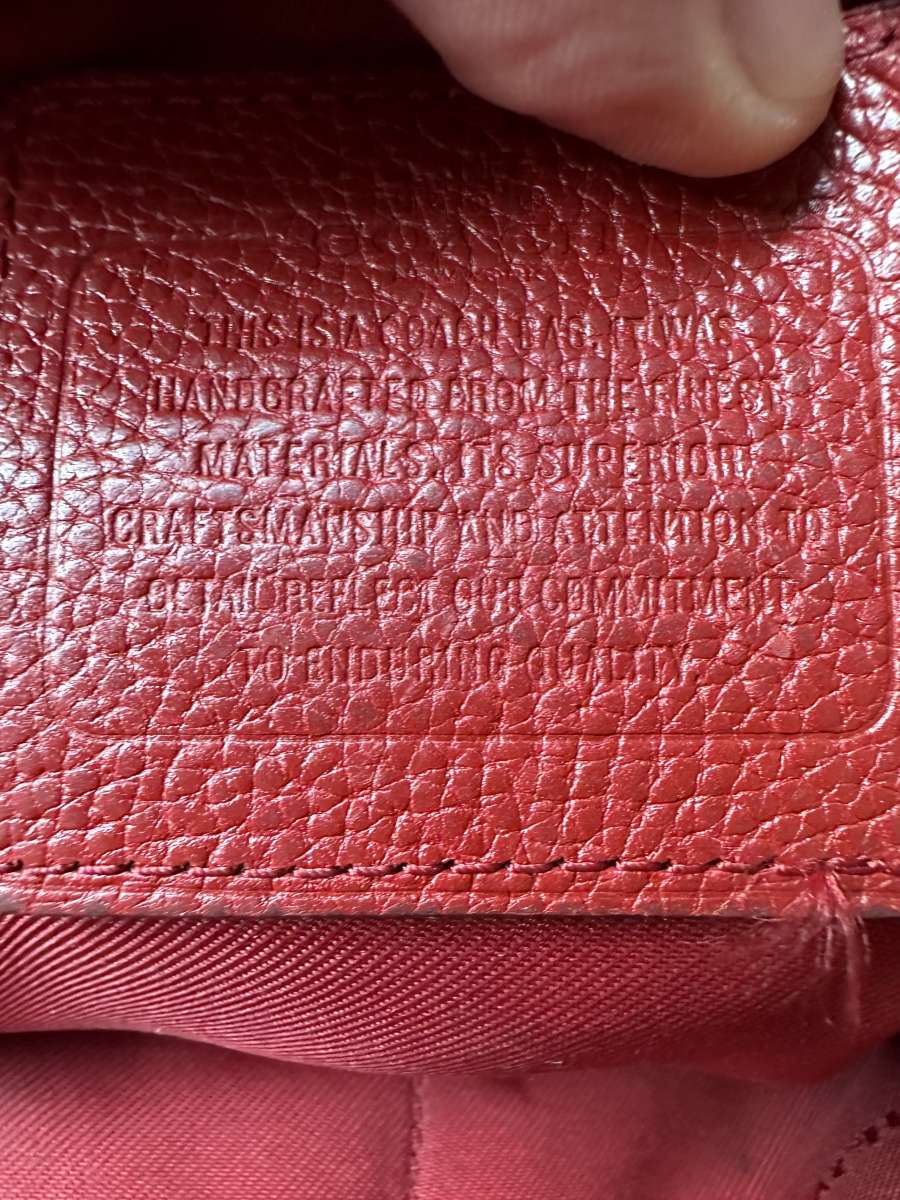 COACH
THIS IS A COACH BAG. IT WAS
HANDCRAFTED FROM THE FINEST
MATERIALS. ITS SUPERIOR
CRAFTSMANSHIP AND ATTENTION TO
DETAIL REFLECT OUR COMMITMENT
TO ENDURING QUALITY.